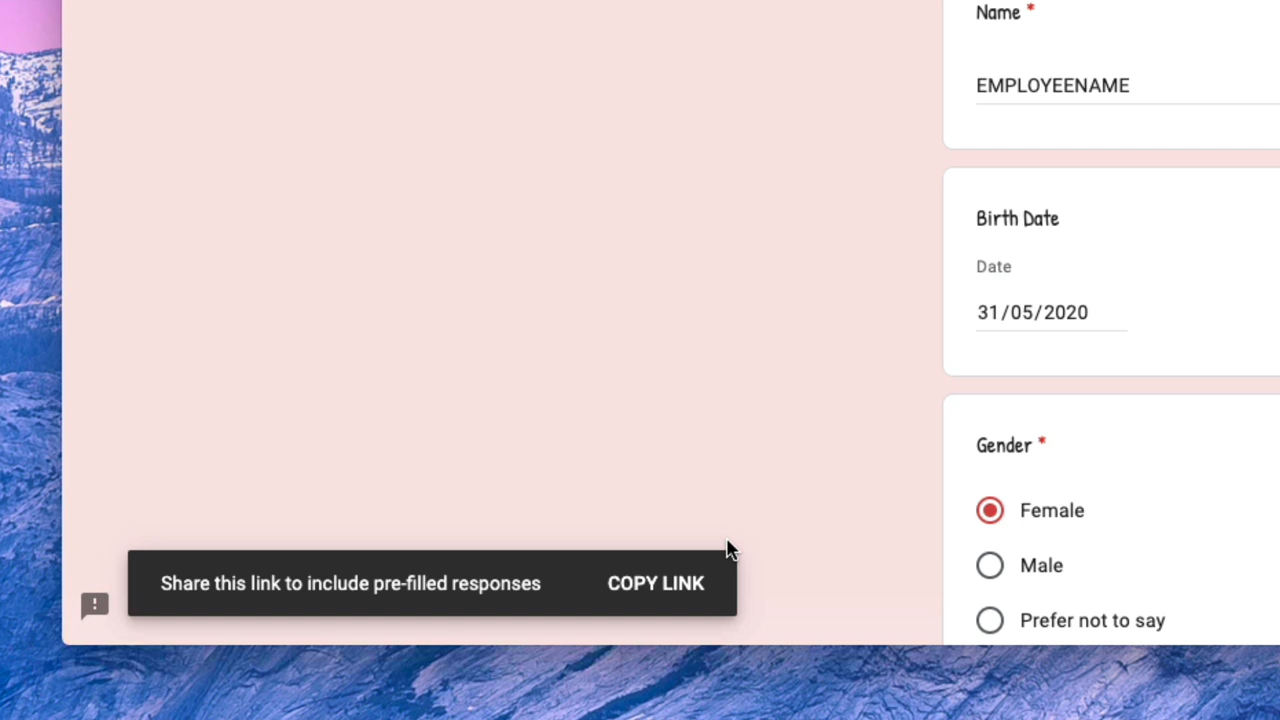 Name *
EMPLOYEENAME
Birth Date
Date
31/05/2020
Gender *
Female
Male
Prefer not to say
Share this link to include pre-filled responses COPY LINK